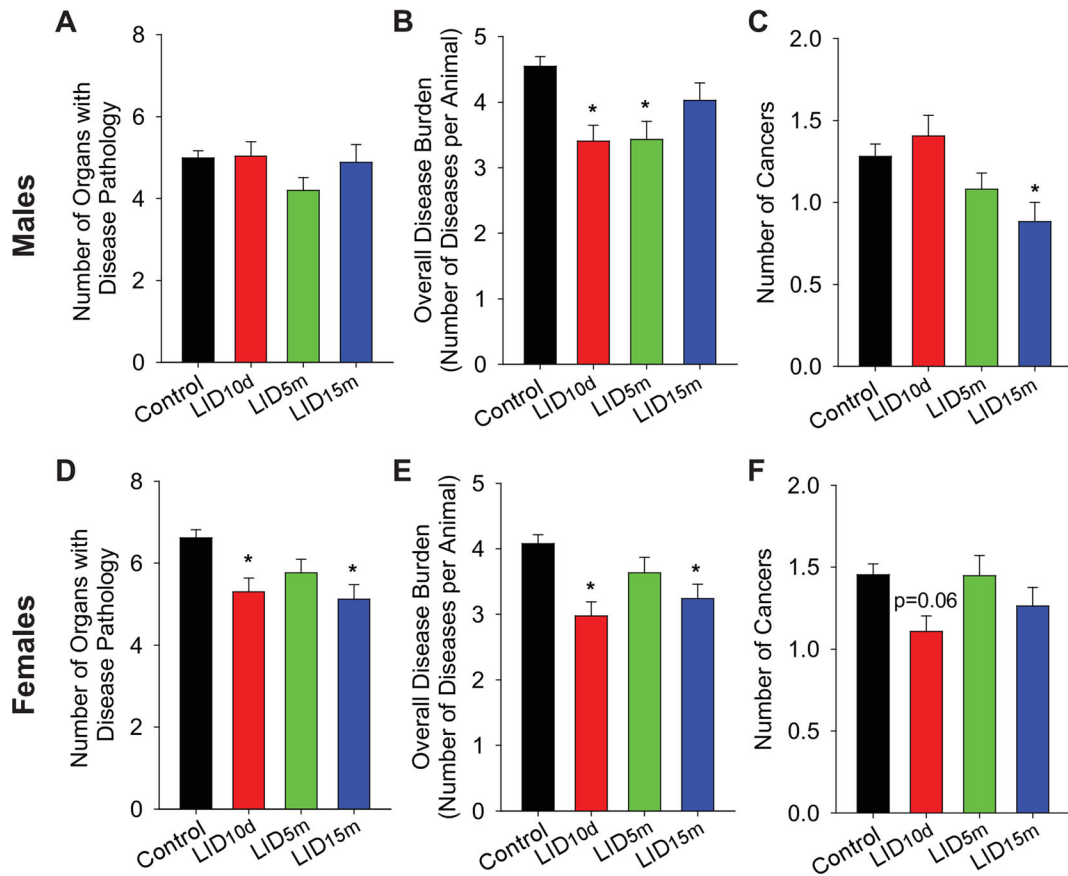 A
Number of Organs with
Disease Pathology
8
6
4
2
0
Control
LID10d
LID5m
LID15m
B
Overall Disease Burden
(Number of Diseases per Animal)
5
4
3
2
1
0
*
*
Control
LID10d
LID5m
LID15m
C
Number of Cancers
2.0
1.5
1.0
0.5
0.0
*
Control
LID10d
LID5m
LID15m
Males
D
Number of Organs with
Disease Pathology
8
6
4
2
0
*
*
Control
LID10d
LID5m
LID15m
E
Overall Disease Burden
(Number of Diseases per Animal)
5
4
3
2
1
0
*
*
Control
LID10d
LID5m
LID15m
F
Number of Cancers
2.0
1.5
1.0
0.5
0.0
p=0.06
Control
LID10d
LID5m
LID15m
Females